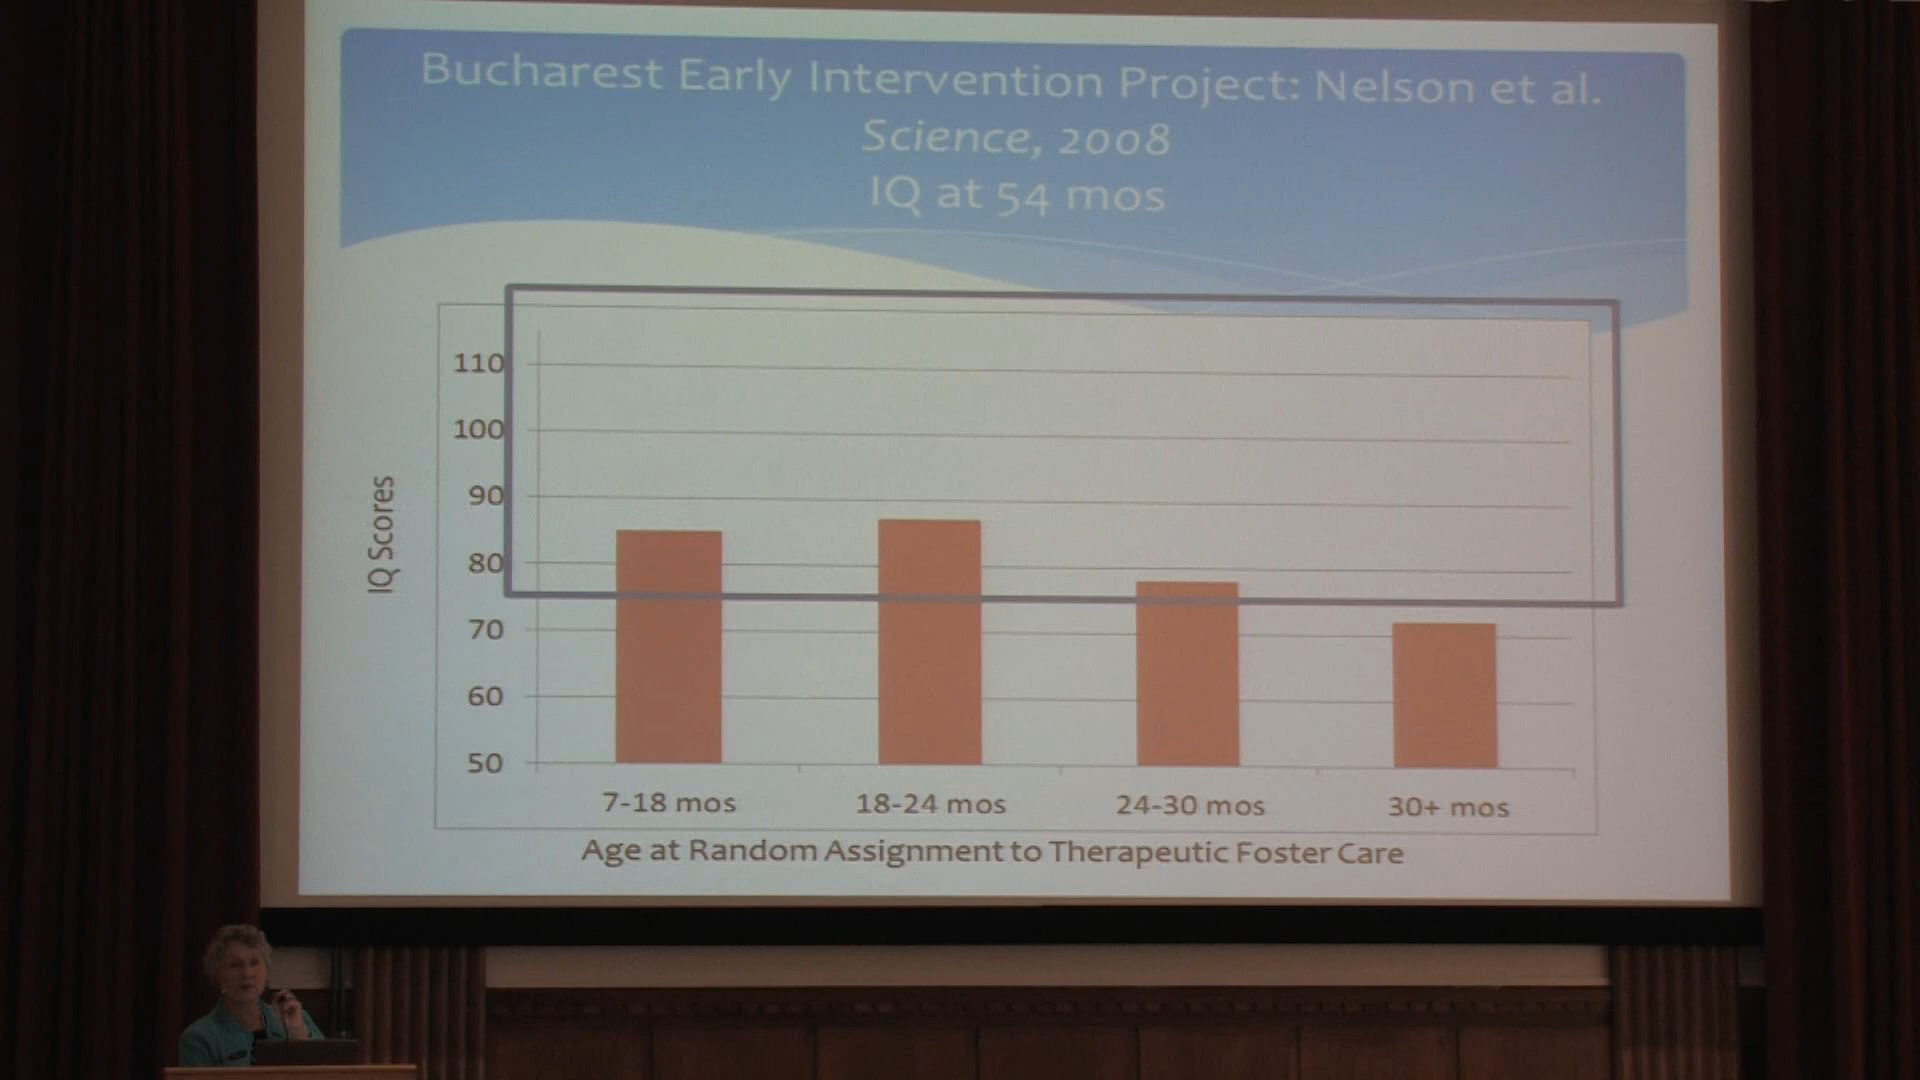 Bucharest Early Intervention Project: Nelson et al.
Science, 2008
IQ at 54 mos
110
100
90
80
70
60
50
IQ Scores
7-18 mos
18-24 mos
24-30 mos
30+ mos
Age at Random Assignment to Therapeutic Foster Care